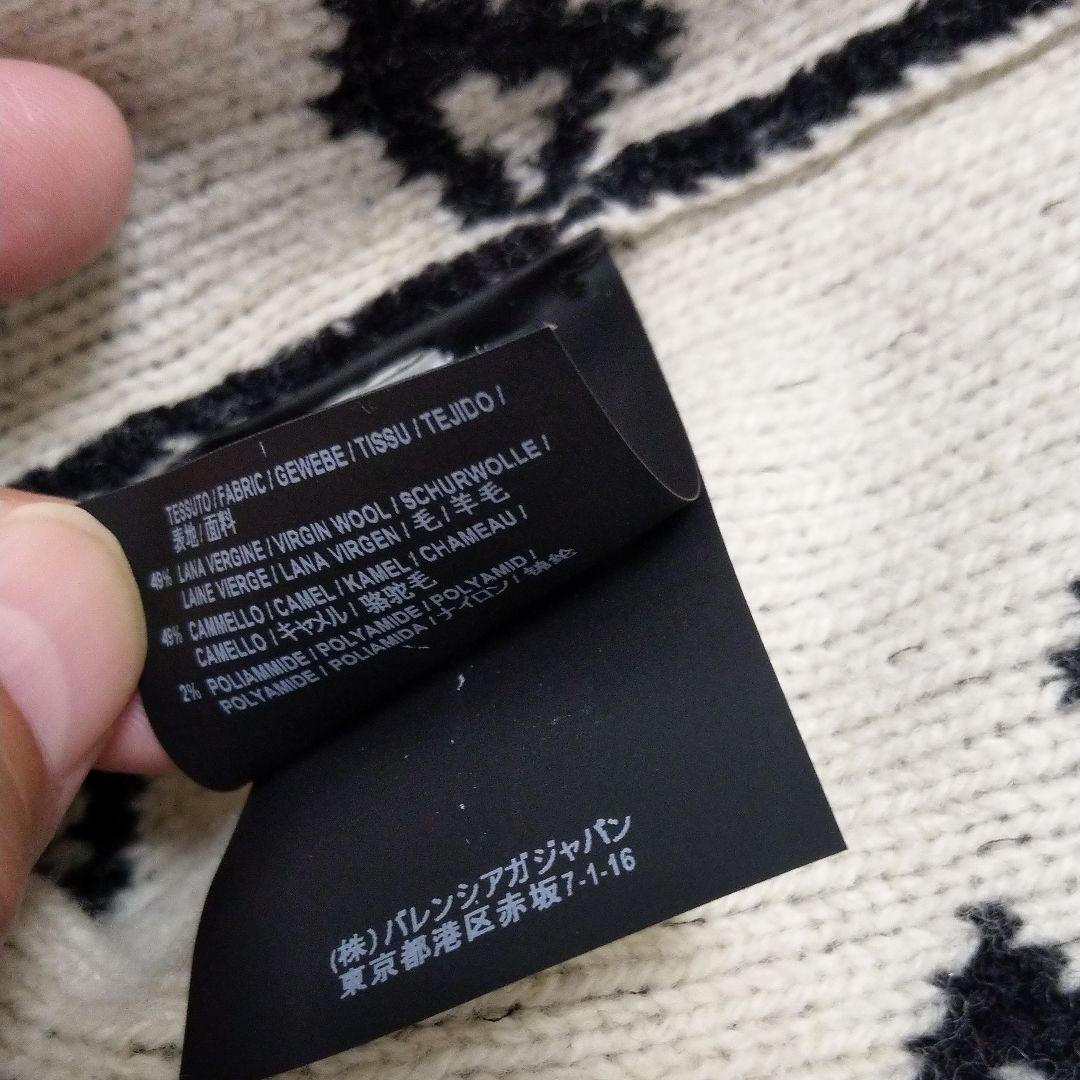 TESSUTO / FABRIC / GEWEBE / TISSU / TEJIDO /
表地 / 面料
49% LANA VERGINE / VIRGIN WOOL / SCHURWOLLE /
LAINE VIERGE / LANA VIRGEN / 毛 / 羊毛
49% CAMMELLO / CAMEL / KAMEL / CHAMEAU /
CAMELLO / キャメル / 骆驼毛
2% POLIAMMIDE / POLYAMIDE / POLYAMID /
POLYAMIDE / POLIAMIDA / ナイロン / 锦纶
(株) バレンシアガジャパン
東京都港区赤坂7-1-16